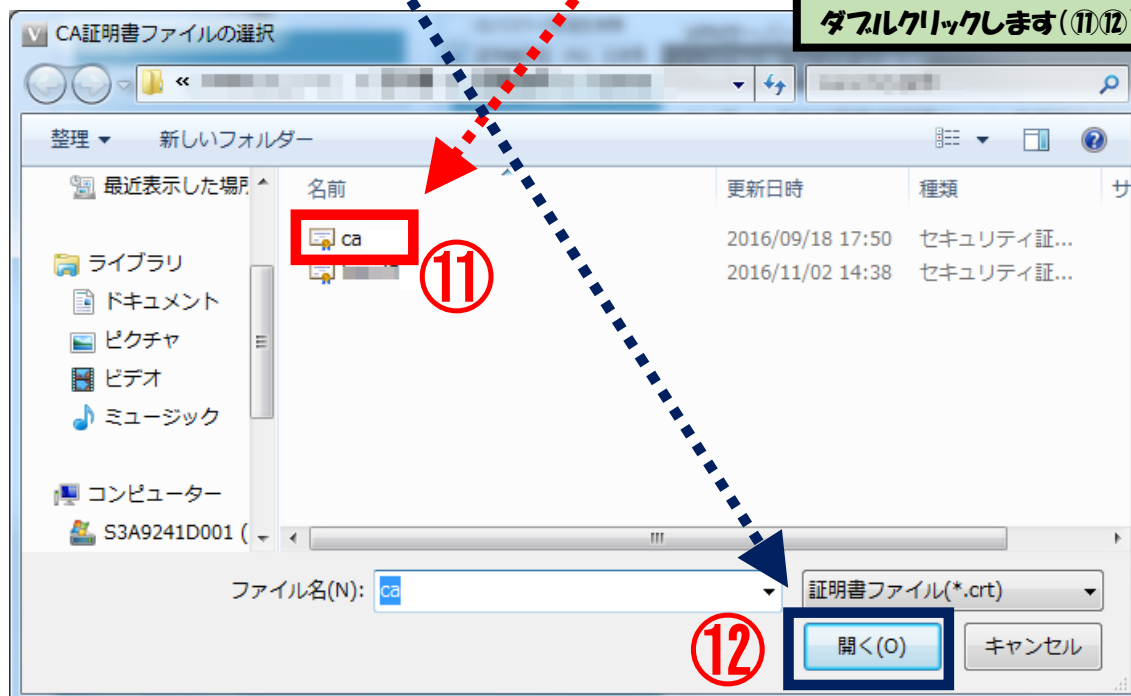 ダブルクリックします(⑪⑫)
CA証明書ファイルの選択
«
整理 ▼ 新しいフォルダー
最近表示した場所
名前 更新日時 種類 サ
ca 2016/09/18 17:50 セキュリティ証...
2016/11/02 14:38 セキュリティ証...
⑪
ライブラリ
ドキュメント
ピクチャ
ビデオ
ミュージック
コンピューター
S3A9241D001 (
ファイル名(N): ca 証明書ファイル(*.crt)
⑫ 開く(O) キャンセル